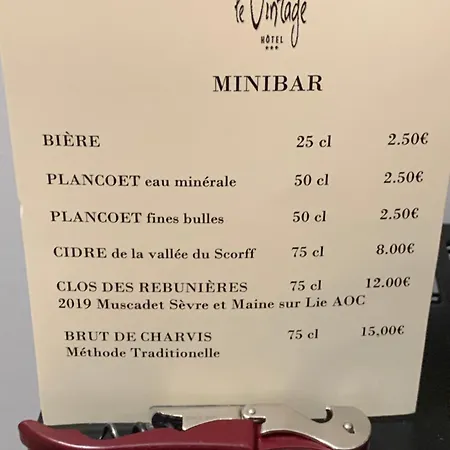 le Vintage
HÔTEL
***
MINIBAR
BIÈRE 25 cl 2.50€
PLANCOET eau minérale 50 cl 2.50€
PLANCOET fines bulles 50 cl 2.50€
CIDRE de la vallée du Scorff 75 cl 8.00€
CLOS DES REBUNIÈRES 75 cl 12.00€
2019 Muscadet Sèvre et Maine sur Lie AOC
BRUT DE CHARVIS 75 cl 15,00€
Méthode Traditionelle